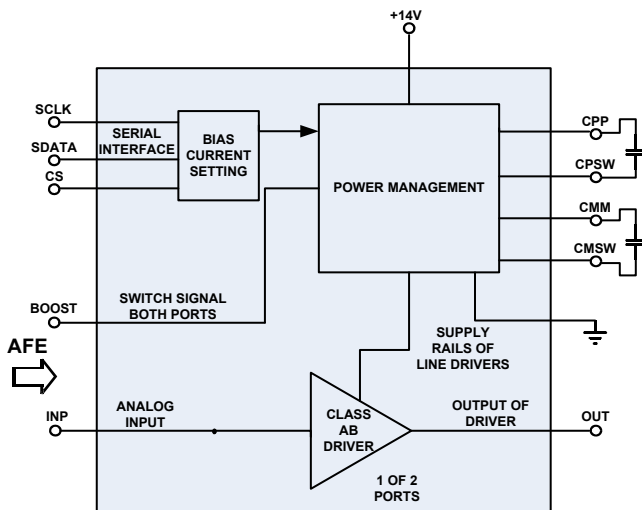 +14V
SCLK
SDATA
CS
SERIAL
INTERFACE
BIAS
CURRENT
SETTING
POWER MANAGEMENT
CPP
CPSW
CMM
CMSW
BOOST
SWITCH SIGNAL
BOTH PORTS
SUPPLY
RAILS OF
LINE DRIVERS
AFE
INP
ANALOG
INPUT
CLASS
AB
DRIVER
OUTPUT OF
DRIVER
OUT
1 OF 2
PORTS